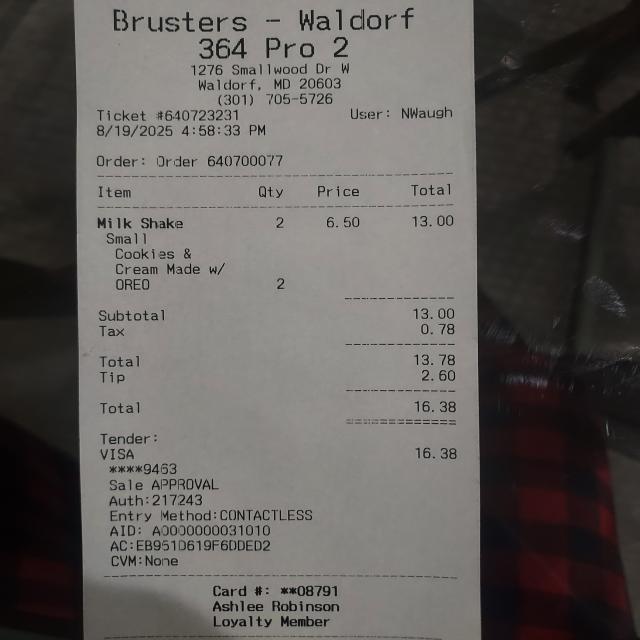 Brusters - Waldorf
364 Pro 2
1276 Smallwood Dr W
Waldorf, MD 20603
(301) 705-5726
Ticket #640723231 User: NWaugh
8/19/2025 4:58:33 PM
Order: Order 640700077
Item Qty Price Total
Milk Shake 2 6.50 13.00
Small
Cookies &
Cream Made w/
OREO 2
Subtotal 13.00
Tax 0.78
Total 13.78
Tip 2.60
Total 16.38
Tender:
VISA 16.38
****9463
Sale APPROVAL
Auth:217243
Entry Method:CONTACTLESS
AID: A0000000031010
AC:EB951D619F6DDED2
CVM:None
Card #: **08791
Ashlee Robinson
Loyalty Member